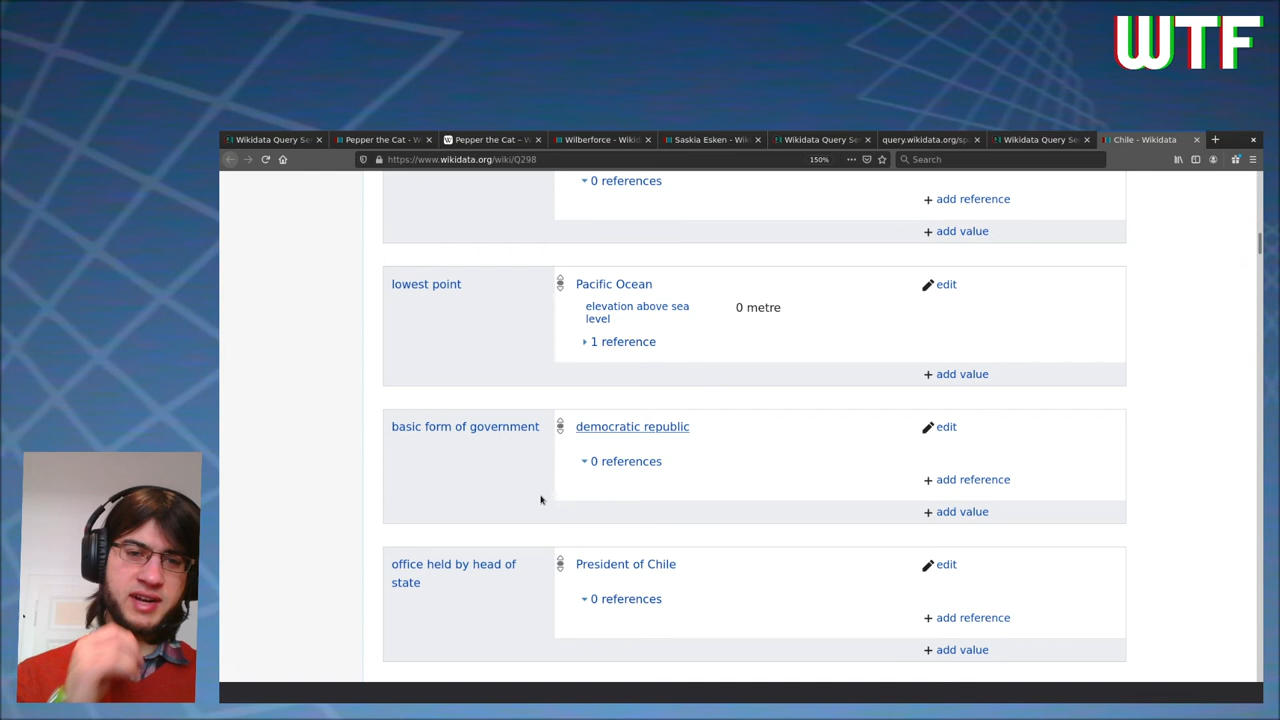 WTF
Wikidata Query Se
Pepper the Cat - W
Pepper the Cat – W
Wilberforce - Wikid
Saskia Esken - Wik
Wikidata Query Se
query.wikidata.org/sp
Wikidata Query Se
Chile - Wikidata
https://www.wikidata.org/wiki/Q298
150%
Search
0 references
+ add reference
+ add value
lowest point
Pacific Ocean
edit
elevation above sea
level
0 metre
1 reference
+ add value
basic form of government
democratic republic
edit
0 references
+ add reference
+ add value
office held by head of
state
President of Chile
edit
0 references
+ add reference
+ add value